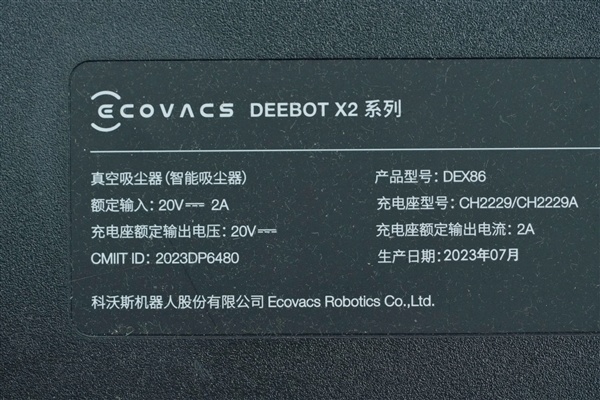 ECOVACS DEEBOT X2 系列
真空吸尘器(智能吸尘器) 产品型号: DEX86
额定输入: 20V⎓ 2A 充电座型号: CH2229/CH2229A
充电座额定输出电压: 20V⎓ 充电座额定输出电流: 2A
CMIIT ID: 2023DP6480 生产日期: 2023年07月
科沃斯机器人股份有限公司 Ecovacs Robotics Co.,Ltd.